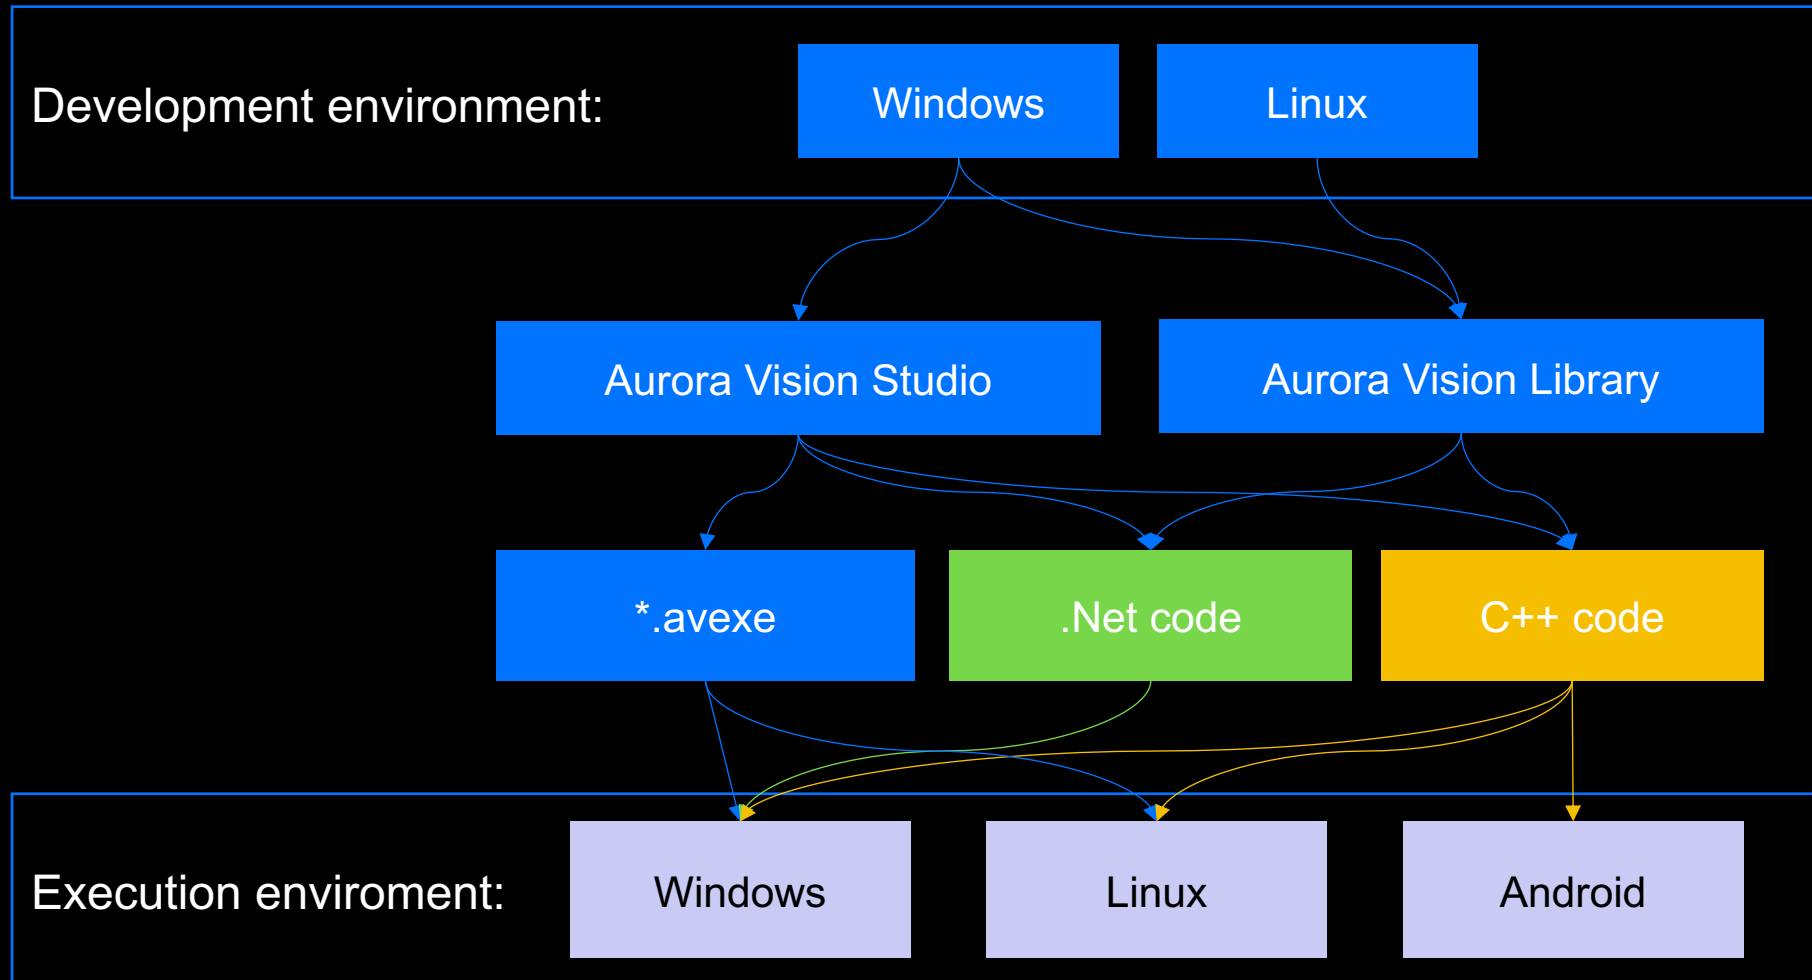 Development environment:
Windows
Linux
Aurora Vision Studio
Aurora Vision Library
*.avexe
.Net code
C++ code
Execution enviroment:
Windows
Linux
Android